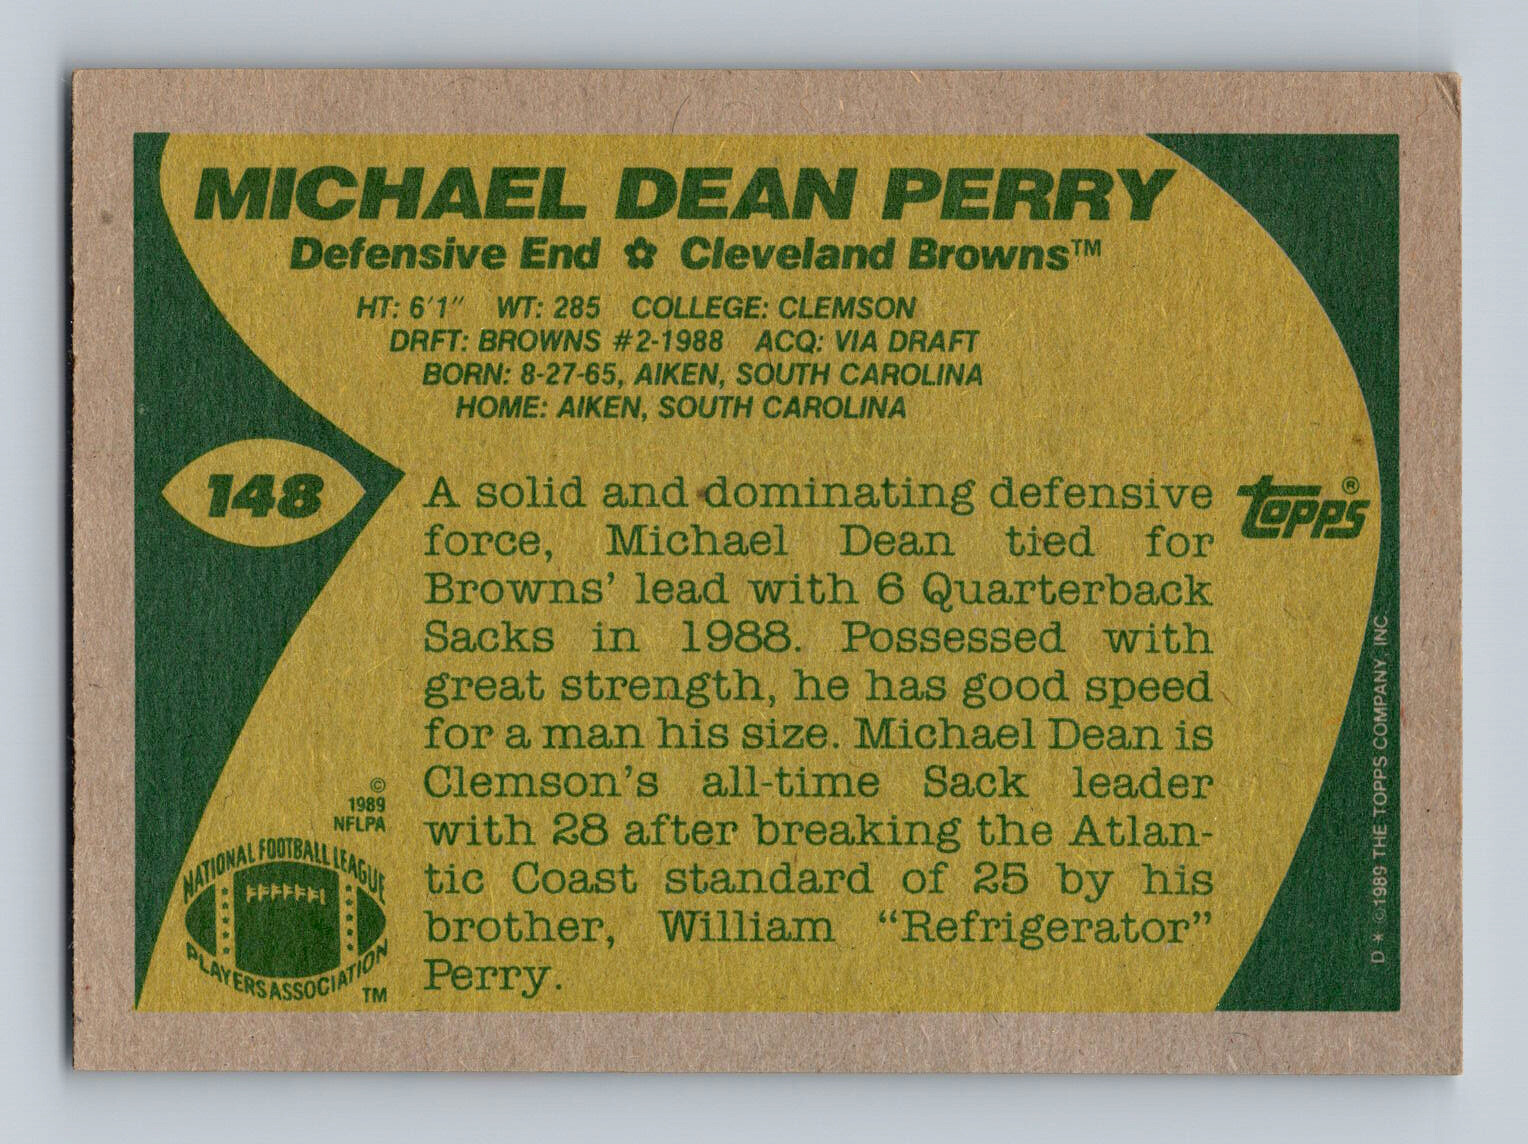 MICHAEL DEAN PERRY
Defensive End ✿ Cleveland Browns™
HT: 6'1" WT: 285 COLLEGE: CLEMSON
DRFT: BROWNS #2-1988 ACQ: VIA DRAFT
BORN: 8-27-65, AIKEN, SOUTH CAROLINA
HOME: AIKEN, SOUTH CAROLINA
148
A solid and dominating defensive
force, Michael Dean tied for
Browns' lead with 6 Quarterback
Sacks in 1988. Possessed with
great strength, he has good speed
for a man his size. Michael Dean is
Clemson's all-time Sack leader
with 28 after breaking the Atlan-
tic Coast standard of 25 by his
brother, William "Refrigerator"
Perry.
topps®
©
1989
NFLPA
NATIONAL FOOTBALL LEAGUE
PLAYERS ASSOCIATION
TM
D * ©1989 THE TOPPS COMPANY, INC.